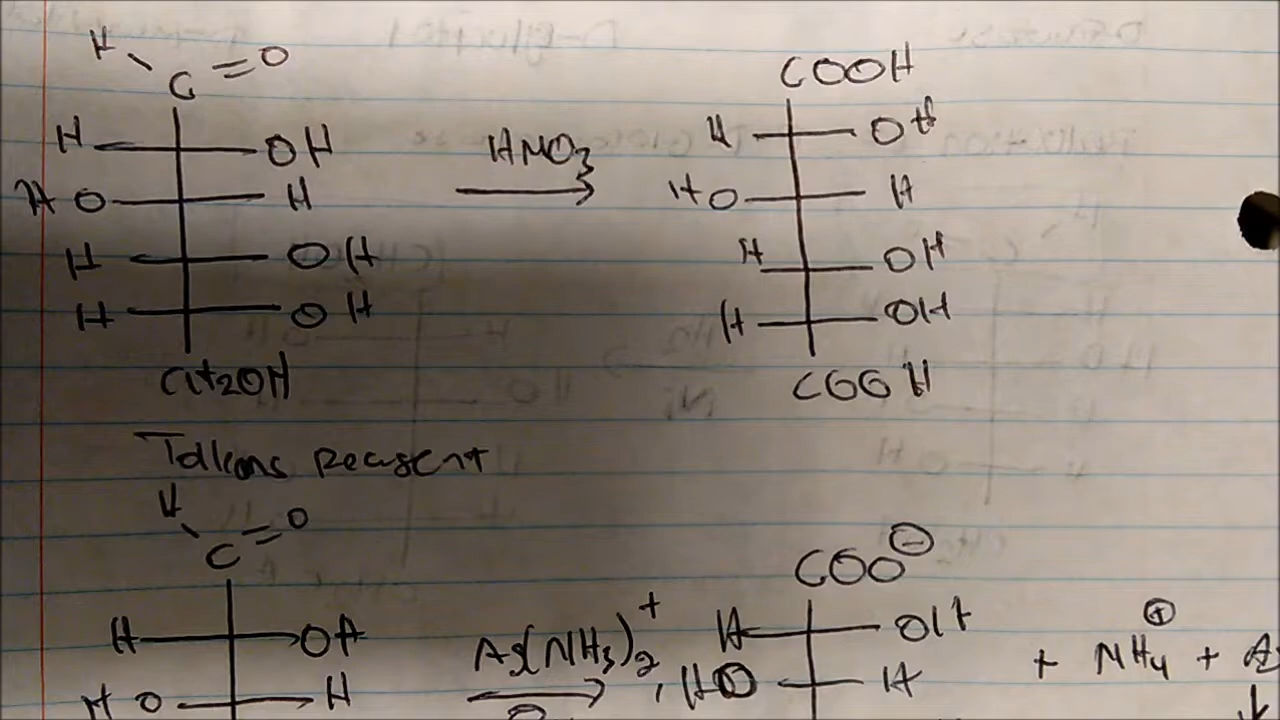 H C =O COOH
H OH HNO3 H OH
HO H HO H
H OH H OH
H OH H OH
CH2OH COOH
Tollens Reagent
H C =O COO⊖
H OH Ag(NH3)2+ H OH + NH4⊕ +
HO H HO H